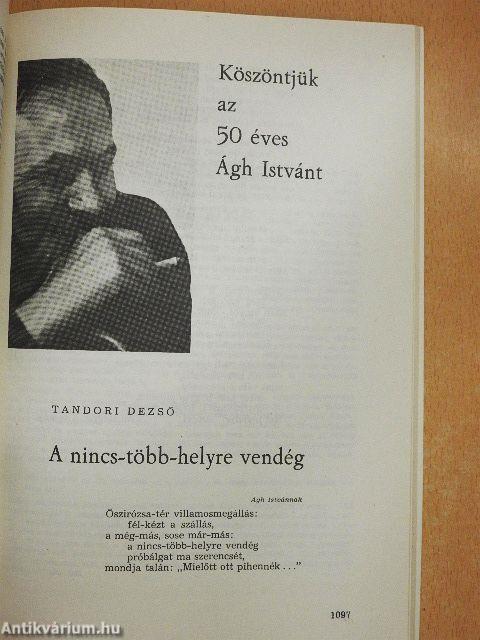 Köszöntjük
az
50 éves
Ágh Istvánt
TANDORI DEZSŐ
A nincs-több-helyre vendég
Ágh Istvánnak
Őszirózsa-tér villamosmegállás:
fél-kézt a szállás,
a még-más, sose már-más:
a nincs-több-helyre vendég
próbálgat ma szerencsét,
mondja talán: „Mielőtt ott pihennék . . .”
1097
Antikvárium.hu